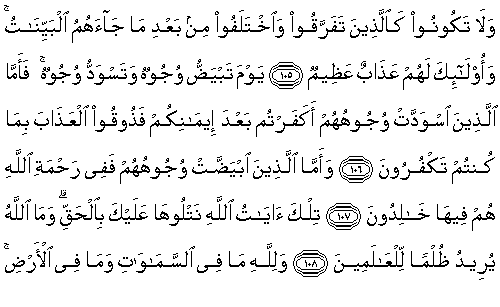 وَلَا تَكُونُوا۟ كَٱلَّذِينَ تَفَرَّقُوا۟ وَٱخْتَلَفُوا۟ مِنۢ بَعْدِ مَا جَآءَهُمُ ٱلْبَيِّنَـٰتُ ۚ
وَأُو۟لَـٰٓئِكَ لَهُمْ عَذَابٌ عَظِيمٌ ١٠٥ يَوْمَ تَبْيَضُّ وُجُوهٌ وَتَسْوَدُّ وُجُوهٌ ۚ فَأَمَّا
ٱلَّذِينَ ٱسْوَدَّتْ وُجُوهُهُمْ أَكَفَرْتُم بَعْدَ إِيمَـٰنِكُمْ فَذُوقُوا۟ ٱلْعَذَابَ بِمَا
كُنتُمْ تَكْفُرُونَ ١٠٦ وَأَمَّا ٱلَّذِينَ ٱبْيَضَّتْ وُجُوهُهُمْ فَفِى رَحْمَةِ ٱللَّهِ
هُمْ فِيهَا خَـٰلِدُونَ ١٠٧ تِلْكَ ءَايَـٰتُ ٱللَّهِ نَتْلُوهَا عَلَيْكَ بِٱلْحَقِّ ۗ وَمَا ٱللَّهُ
يُرِيدُ ظُلْمًا لِّلْعَـٰلَمِينَ ١٠٨ وَلِلَّهِ مَا فِى ٱلسَّمَـٰوَٰتِ وَمَا فِى ٱلْأَرْضِ ۚ